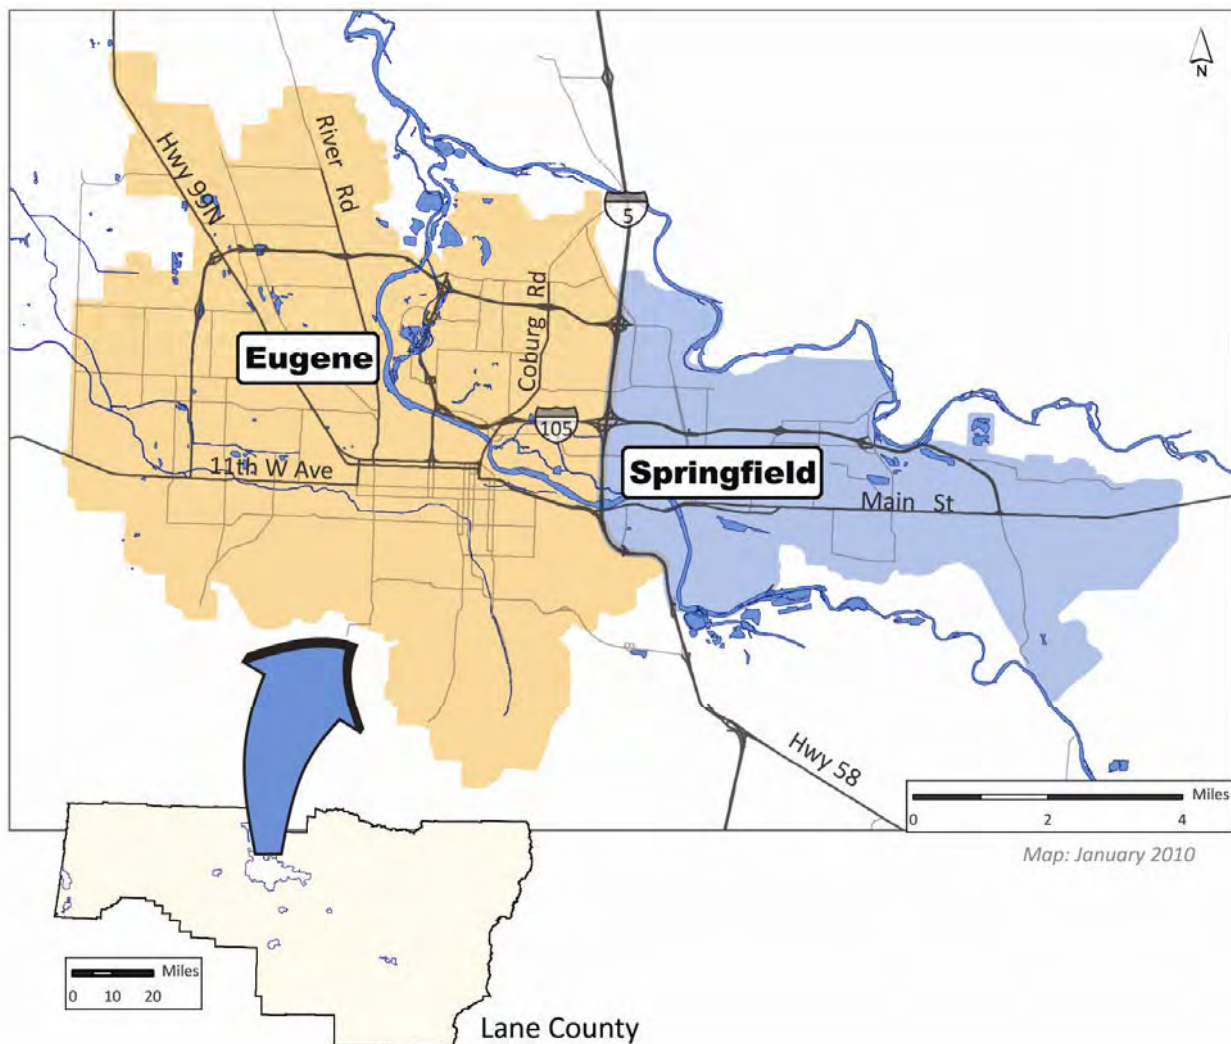 N
River Rd
Hwy 99N
5
Coburg Rd
Eugene
105
11th W Ave
Springfield
Main St
Hwy 58
Miles
0 2 4
Map: January 2010
Miles
0 10 20
Lane County